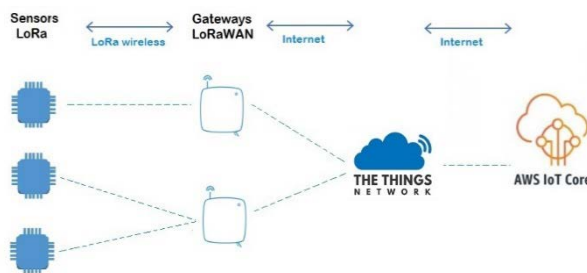 Sensors
LoRa
LoRa wireless
Gateways
LoRaWAN
Internet
Internet
THE THINGS
NETWORK
AWS IoT Core